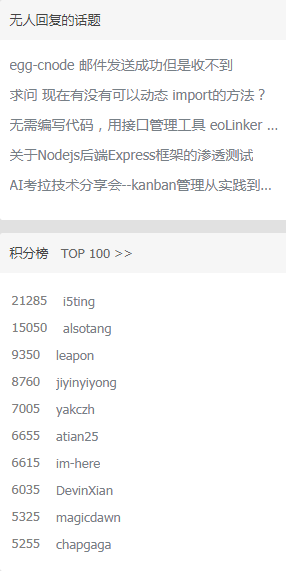 无人回复的话题
egg-cnode 邮件发送成功但是收不到
求问 现在有没有可以动态 import的方法？
无需编写代码，用接口管理工具 eoLinker ...
关于Nodejs后端Express框架的渗透测试
AI考拉技术分享会--kanban管理从实践到...
积分榜 TOP 100 >>
21285 i5ting
15050 alsotang
9350 leapon
8760 jiyinyiyong
7005 yakczh
6655 atian25
6615 im-here
6035 DevinXian
5325 magicdawn
5255 chapgaga